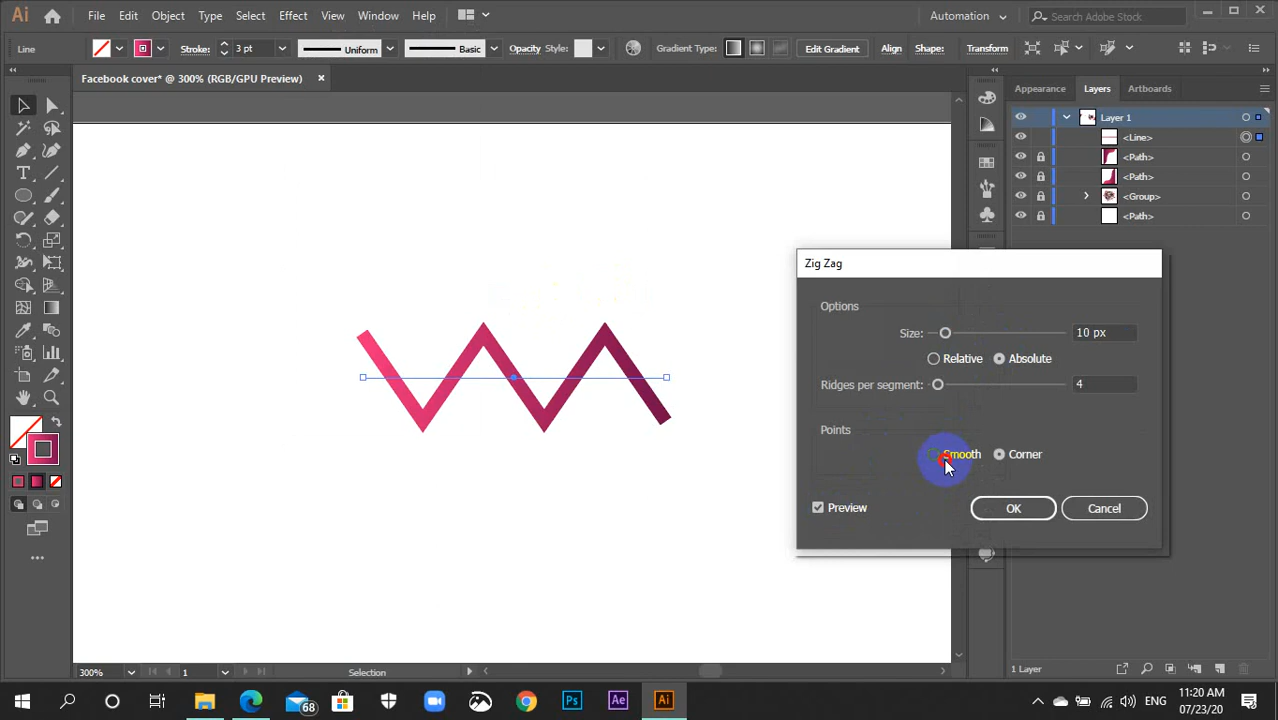 Ai File Edit Object Type Select Effect View Window Help Automation Search Adobe Stock
Line Stroke: 3 pt Uniform Basic Opacity Style: Gradient Type: Edit Gradient Align Shape: Transform
Facebook cover* @ 300% (RGB/GPU Preview) ×
Appearance Layers Artboards
Layer 1
<Line>
<Path>
<Path>
<Group>
<Path>
Zig Zag
Options
Size: 10 px
Relative Absolute
Ridges per segment: 4
Points
Smooth Corner
Preview OK Cancel
300% 1 Selection 1 Layer
68 Ps Ae Ai ENG 11:20 AM
07/23/20